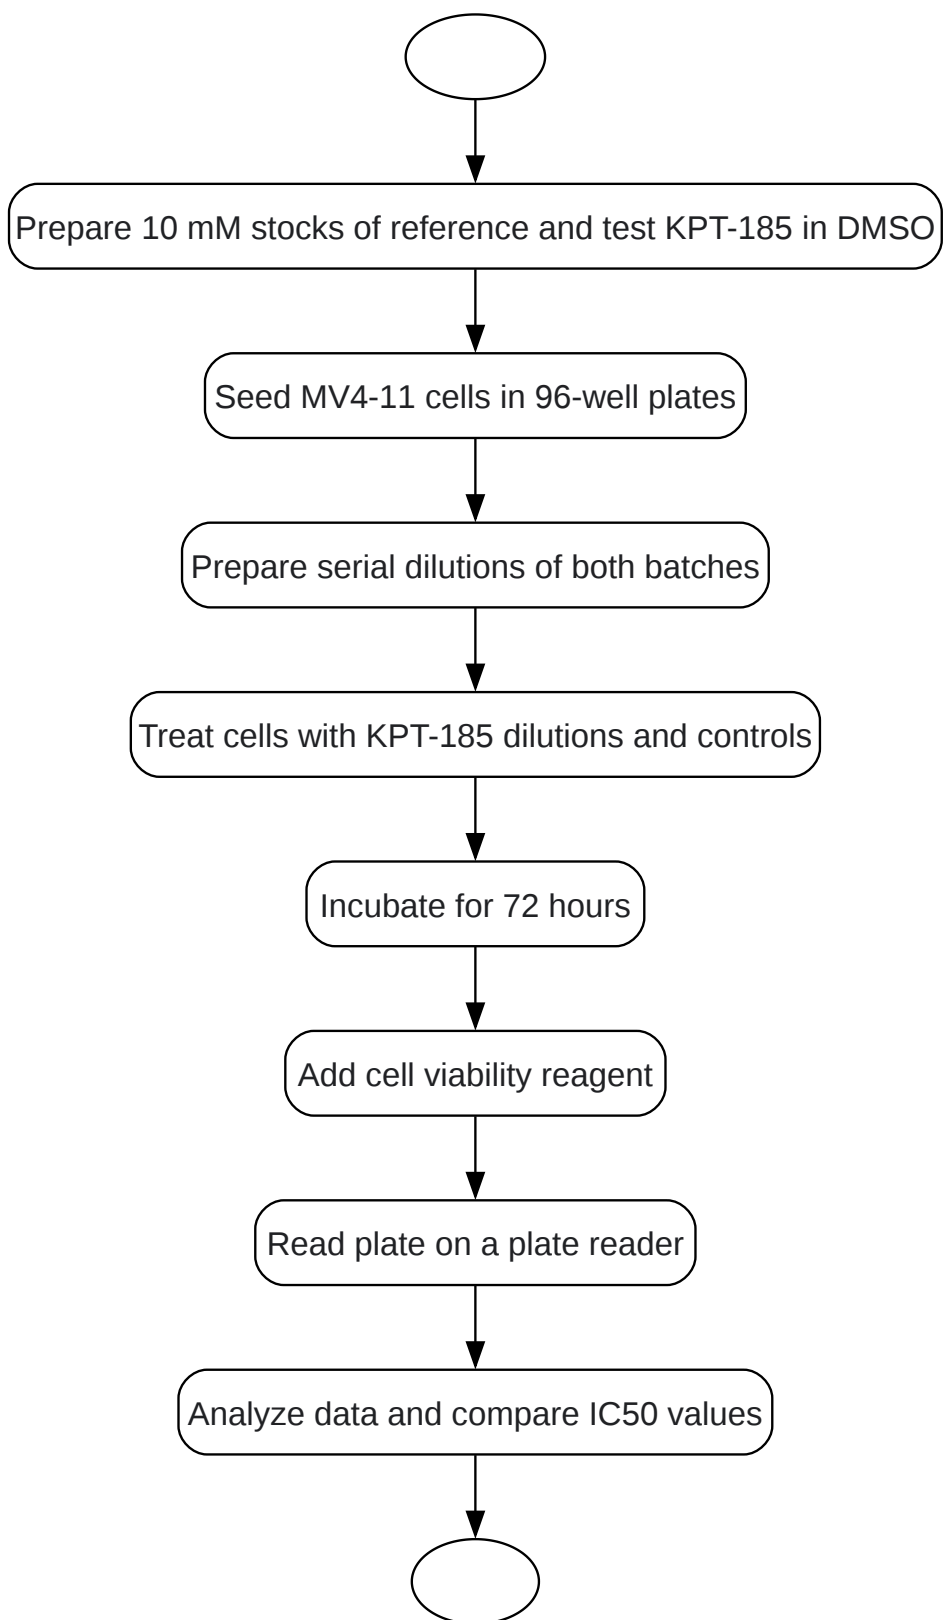 Prepare 10 mM stocks of reference and test KPT-185 in DMSO
Seed MV4-11 cells in 96-well plates
Prepare serial dilutions of both batches
Treat cells with KPT-185 dilutions and controls
Incubate for 72 hours
Add cell viability reagent
Read plate on a plate reader
Analyze data and compare IC50 values